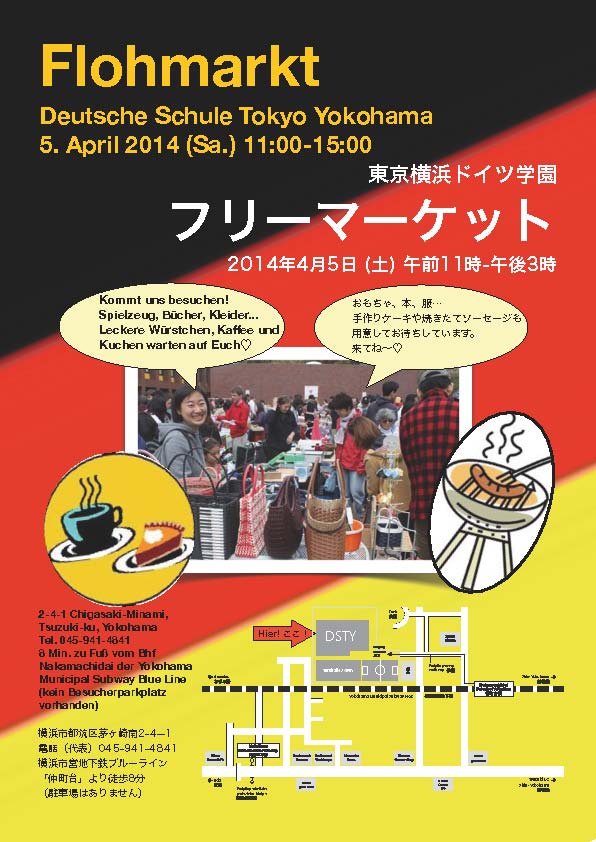 Flohmarkt
Deutsche Schule Tokyo Yokohama
5. April 2014 (Sa.) 11:00-15:00
東京横浜ドイツ学園
フリーマーケット
2014年4月5日 (土) 午前11時-午後3時
Kommt uns besuchen!
Spielzeug, Bücher, Kleider...
Leckere Würstchen, Kaffee und
Kuchen warten auf Euch♡
おもちゃ、本、服…
手作りケーキや焼きたてソーセージも
用意してお待ちしています。
来てね〜♡
2-4-1 Chigasaki-Minami,
Tsuzuki-ku, Yokohama
Tel. 045-941-4841
8 Min. zu Fuß vom Bhf
Nakamachidai der Yokohama
Municipal Subway Blue Line
(kein Besucherparkplatz
vorhanden)
横浜市都筑区茅ヶ崎南2-4-1
電話（代表）045-941-4841
横浜市営地下鉄ブルーライン
「仲町台」より徒歩8分
（駐車場はありません）
Hier! ここ！
DSTY